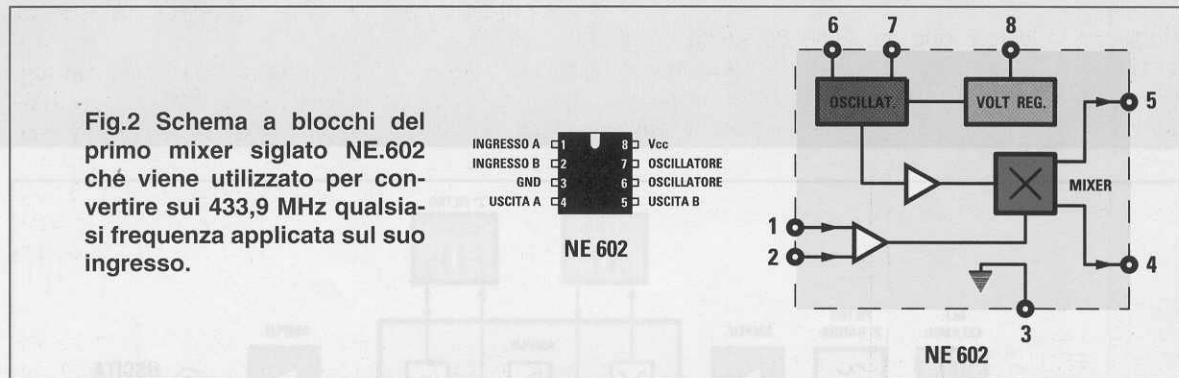 Fig.2 Schema a blocchi del
primo mixer siglato NE.602
ché viene utilizzato per con-
vertire sui 433,9 MHz qualsia-
si frequenza applicata sul suo
ingresso.
INGRESSO A 1 8 Vcc
INGRESSO B 2 7 OSCILLATORE
GND 3 6 OSCILLATORE
USCITA A 4 5 USCITA B
NE 602
6 7 8
OSCILLAT. VOLT REG. 5
MIXER
1
2 4
3
NE 602